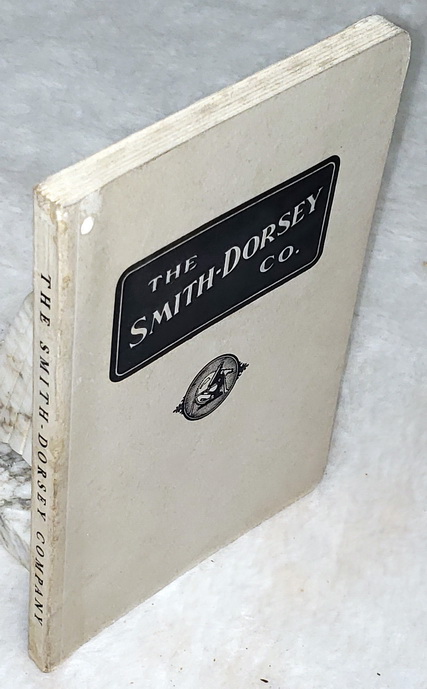 THE
SMITH-DORSEY
CO.
THE SMITH-DORSEY COMPANY